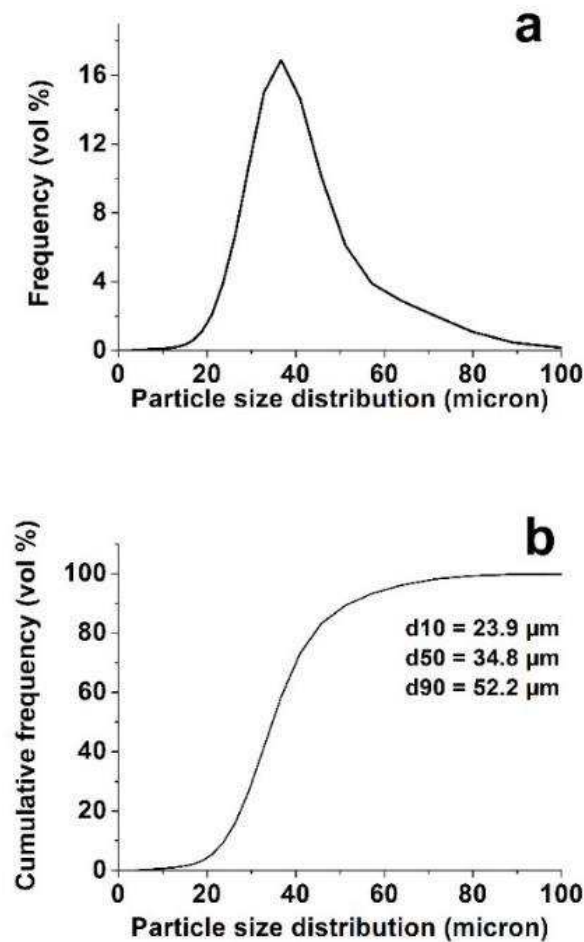 a
Frequency (vol %)
16
12
8
4
0
0 20 40 60 80 100
Particle size distribution (micron)
b
Cumulative frequency (vol %)
100
80
60
40
20
0
d10 = 23.9 µm
d50 = 34.8 µm
d90 = 52.2 µm
0 20 40 60 80 100
Particle size distribution (micron)